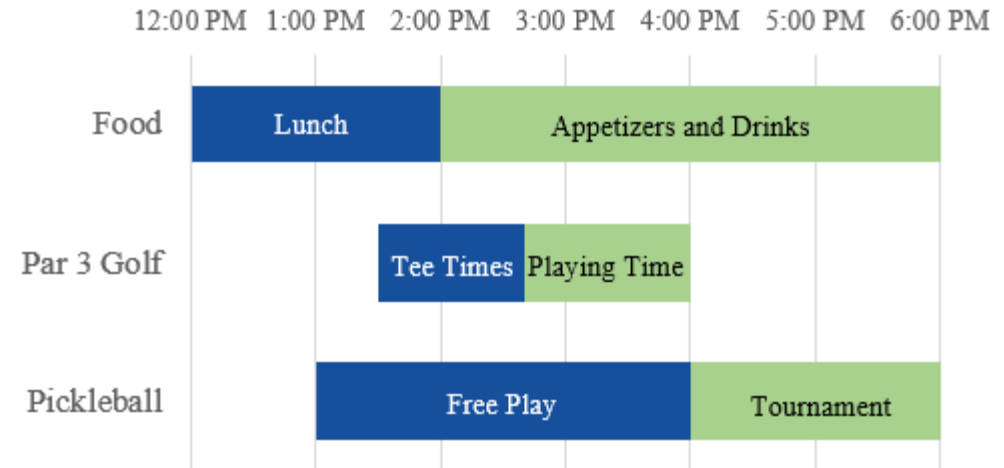 12:00 PM 1:00 PM 2:00 PM 3:00 PM 4:00 PM 5:00 PM 6:00 PM
Food Lunch Appetizers and Drinks
Par 3 Golf Tee Times Playing Time
Pickleball Free Play Tournament